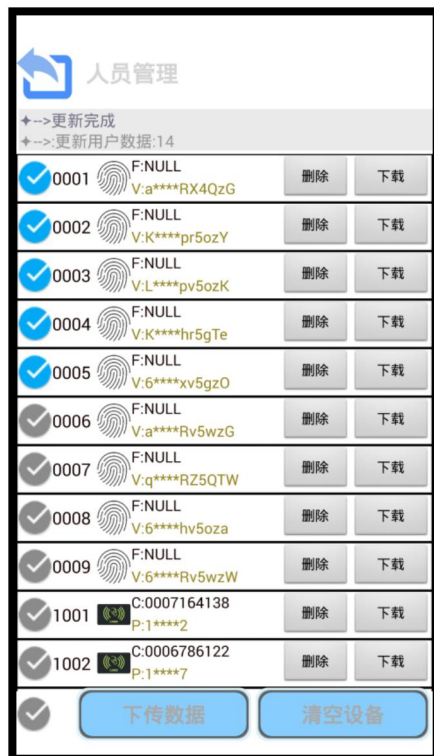 人员管理
✦-->更新完成
✦-->:更新用户数据:14
0001 F:NULL 删除 下载
V:a****RX4QzG
0002 F:NULL 删除 下载
V:K****pr5ozY
0003 F:NULL 删除 下载
V:L****pv5ozK
0004 F:NULL 删除 下载
V:K****hr5gTe
0005 F:NULL 删除 下载
V:6****xv5gzO
0006 F:NULL 删除 下载
V:a****Rv5wzG
0007 F:NULL 删除 下载
V:q****RZ5QTW
0008 F:NULL 删除 下载
V:6****hv5oza
0009 F:NULL 删除 下载
V:6****Rv5wzW
1001 C:0007164138 删除 下载
P:1****2
1002 C:0006786122 删除 下载
P:1****7
下传数据 清空设备